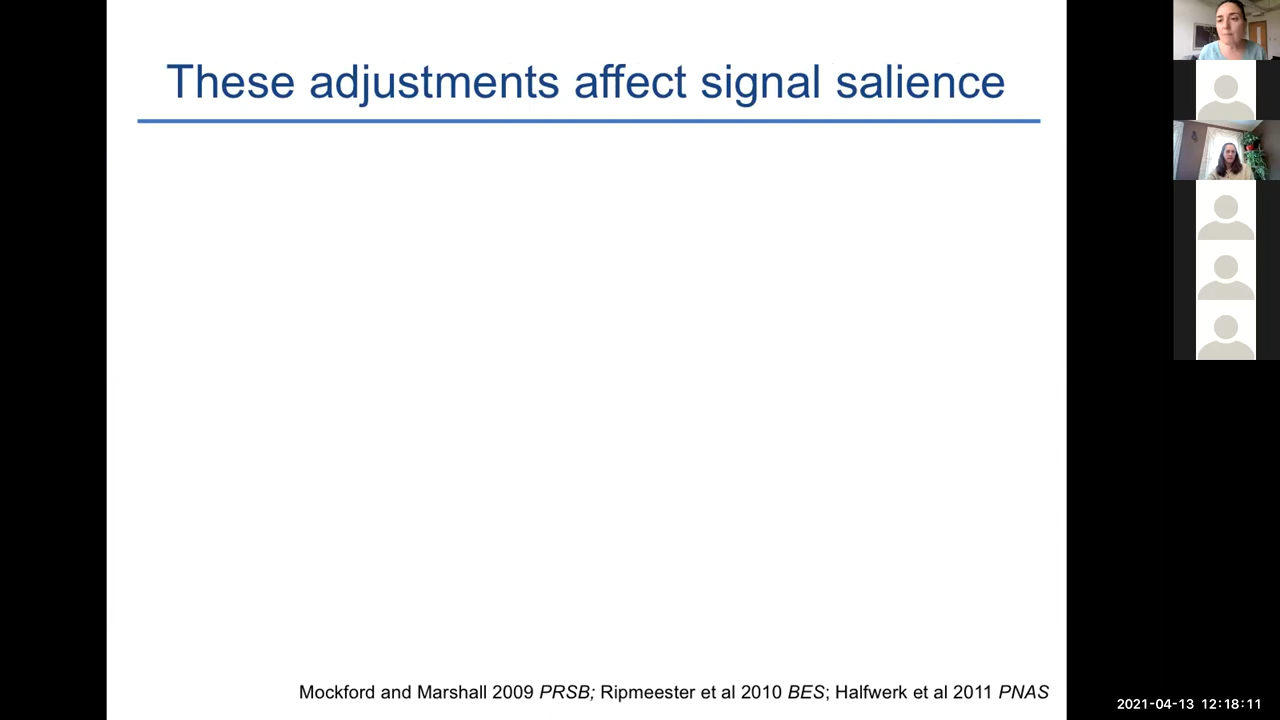 These adjustments affect signal salience
Mockford and Marshall 2009 PRSB; Ripmeester et al 2010 BES; Halfwerk et al 2011 PNAS
2021-04-13 12:18:11